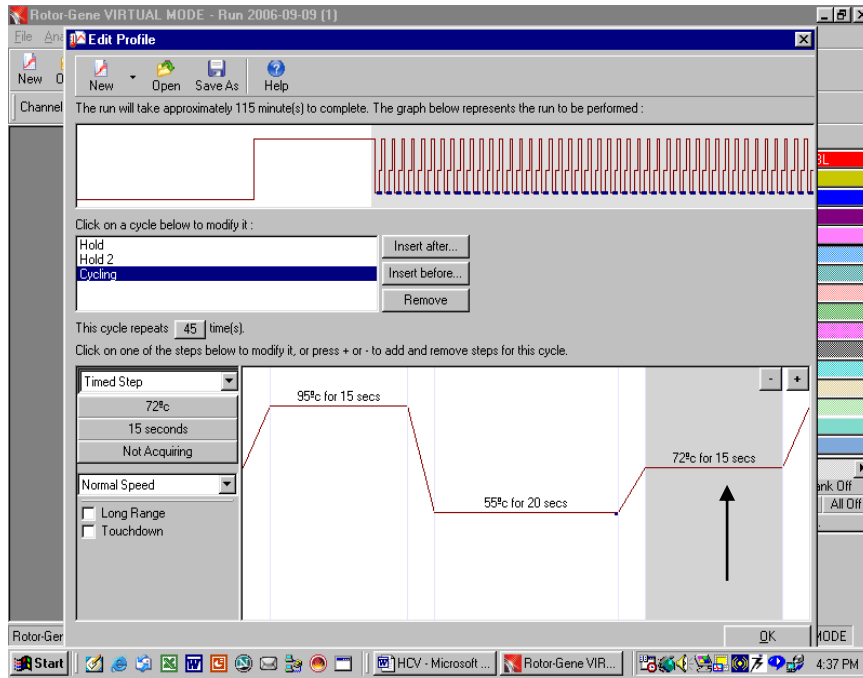 Rotor-Gene VIRTUAL MODE - Run 2006-09-09 (1)
File Ana
Edit Profile
New O
New Open Save As Help
Channel
The run will take approximately 115 minute(s) to complete. The graph below represents the run to be performed :
Click on a cycle below to modify it :
Hold
Hold 2
Cycling
Insert after...
Insert before...
Remove
This cycle repeats 45 time(s).
Click on one of the steps below to modify it, or press + or - to add and remove steps for this cycle.
Timed Step
72ºc
15 seconds
Not Acquiring
Normal Speed
Long Range
Touchdown
95ºc for 15 secs
55ºc for 20 secs
72ºc for 15 secs
- +
ank Off
All Off
OK
Rotor-Ger
MODE
Start
HCV - Microsoft ...
Rotor-Gene VIR...
4:37 PM